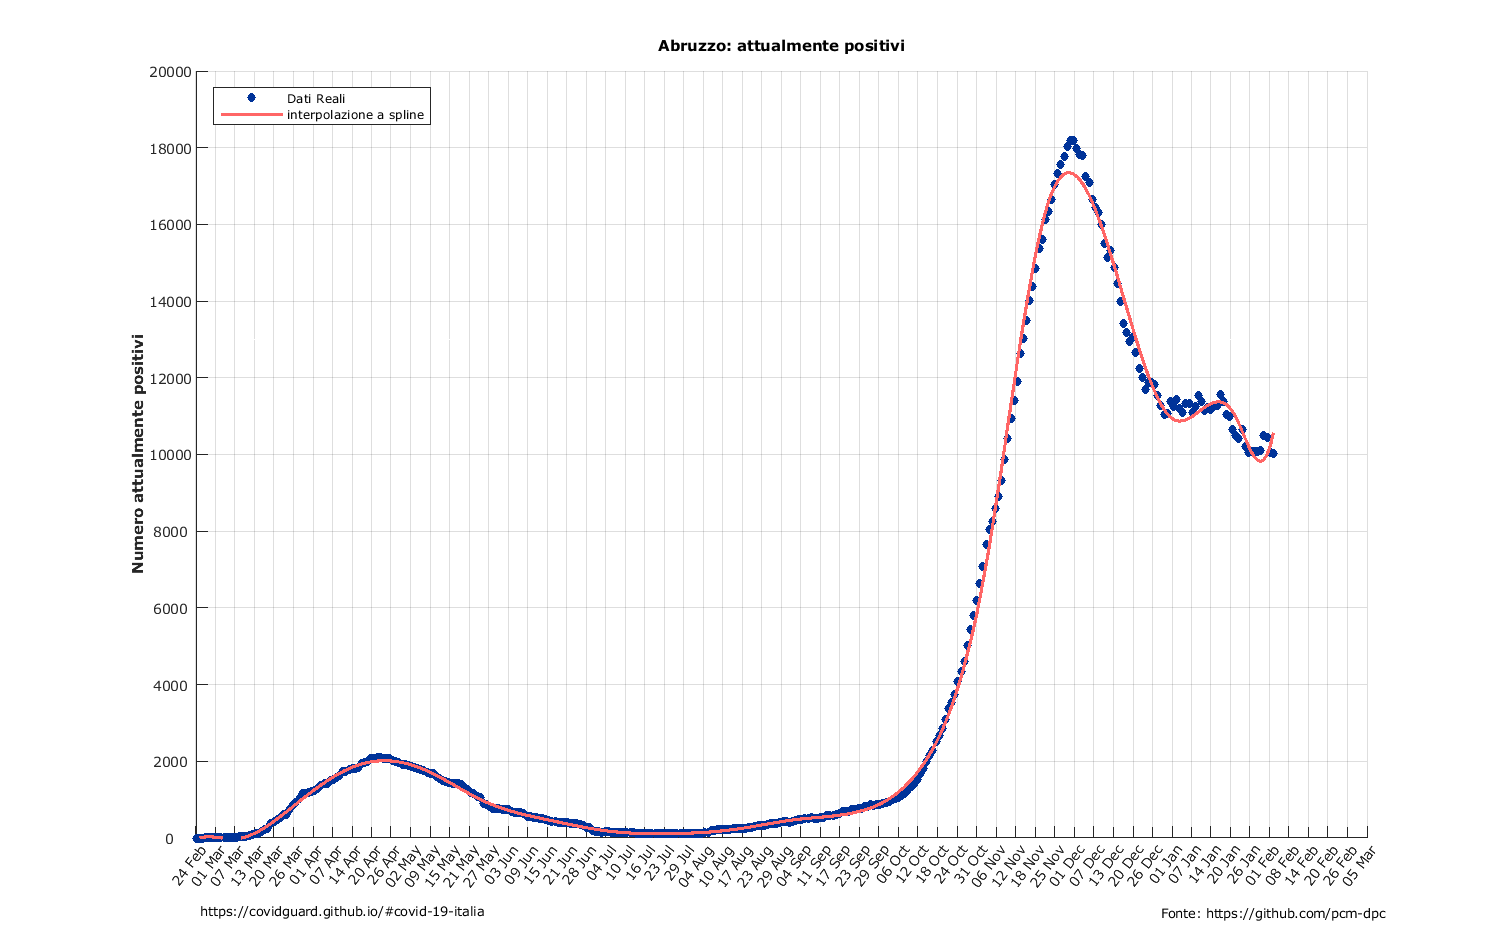 Abruzzo: attualmente positivi
Dati Reali
interpolazione a spline
Numero attualmente positivi
20000
18000
16000
14000
12000
10000
8000
6000
4000
2000
0
24 Feb
01 Mar
07 Mar
13 Mar
20 Mar
26 Mar
01 Apr
07 Apr
14 Apr
20 Apr
26 Apr
02 May
09 May
15 May
21 May
27 May
03 Jun
09 Jun
15 Jun
21 Jun
28 Jun
04 Jul
10 Jul
16 Jul
23 Jul
29 Jul
04 Aug
10 Aug
17 Aug
23 Aug
29 Aug
04 Sep
11 Sep
17 Sep
23 Sep
29 Sep
06 Oct
12 Oct
18 Oct
24 Oct
31 Oct
06 Nov
12 Nov
18 Nov
25 Nov
01 Dec
07 Dec
13 Dec
20 Dec
26 Dec
01 Jan
07 Jan
14 Jan
20 Jan
26 Jan
01 Feb
08 Feb
14 Feb
20 Feb
26 Feb
05 Mar
https://covidguard.github.io/#covid-19-italia
Fonte: https://github.com/pcm-dpc